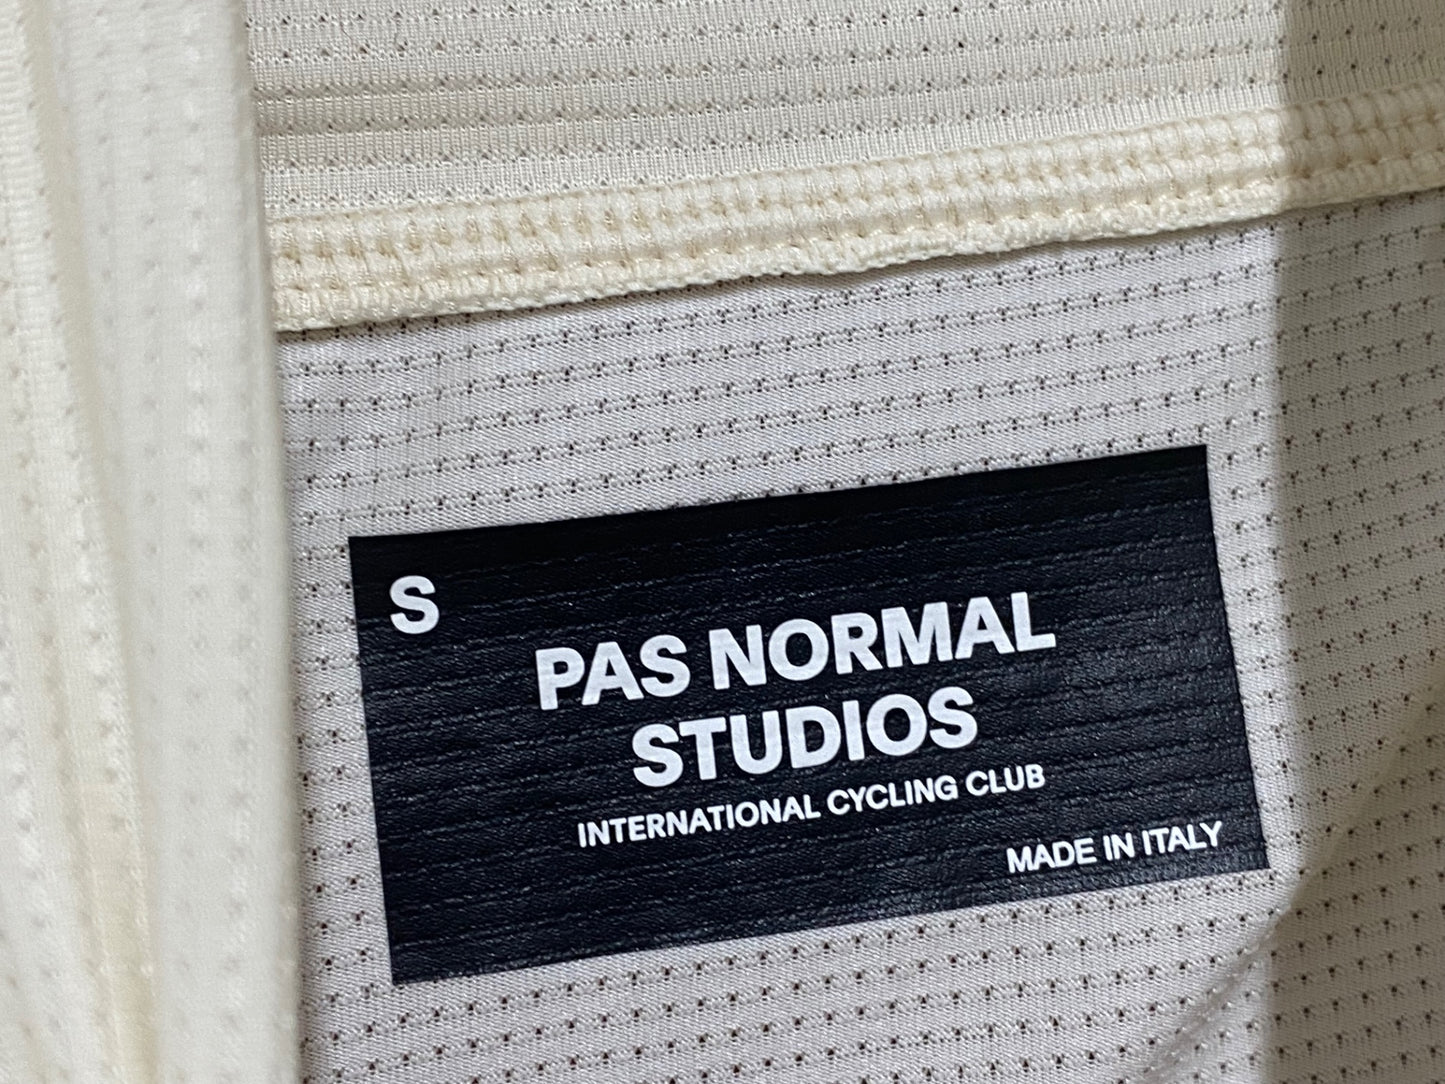 S
PAS NORMAL
STUDIOS
INTERNATIONAL CYCLING CLUB
MADE IN ITALY